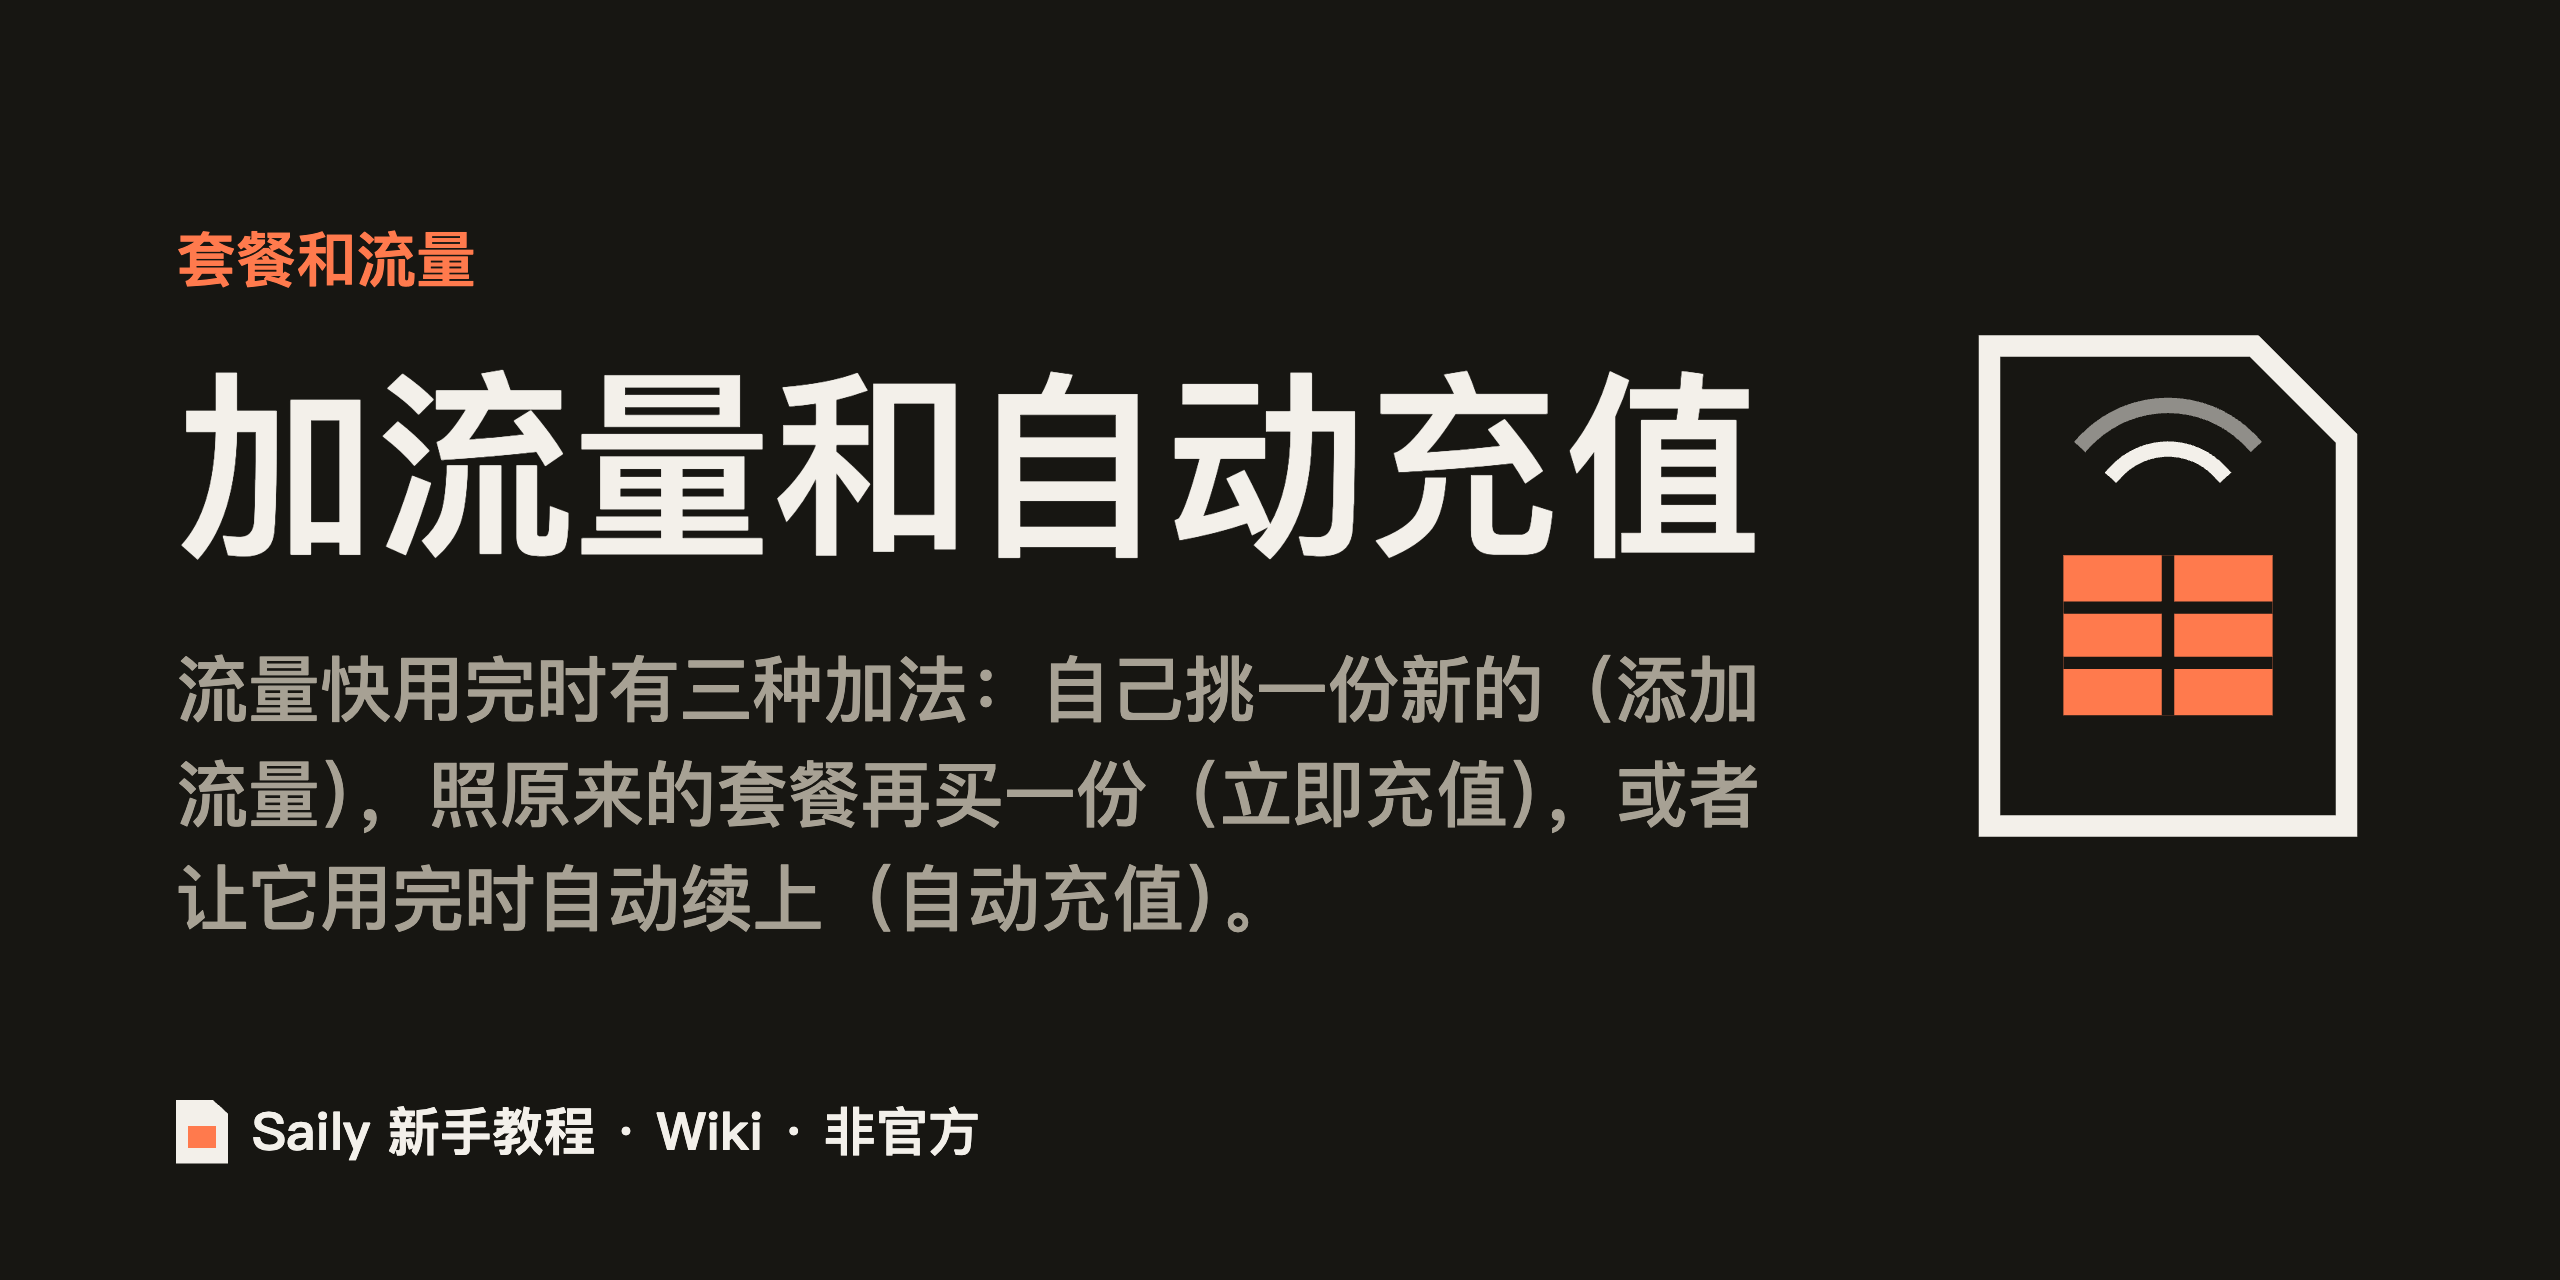 套餐和流量
加流量和自动充值
流量快用完时有三种加法：自己挑一份新的（添加
流量），照原来的套餐再买一份（立即充值），或者
让它用完时自动续上（自动充值）。
Saily 新手教程 · Wiki · 非官方